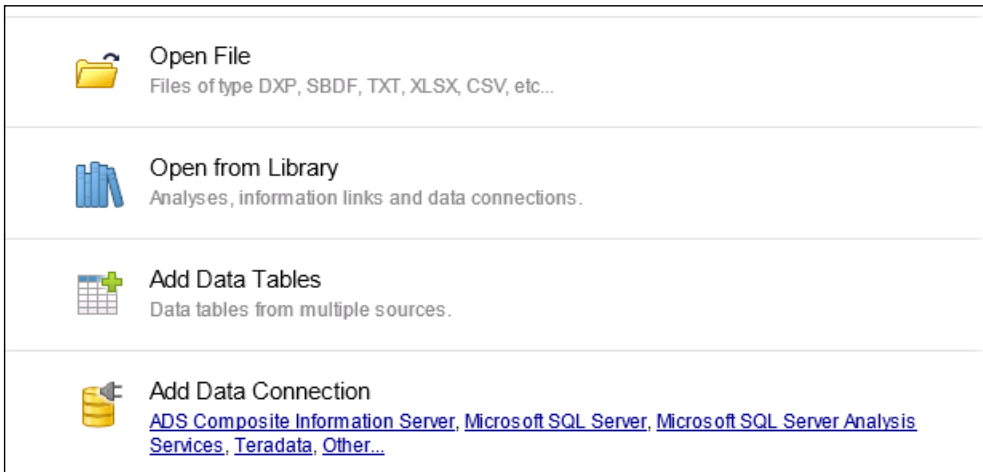 Open File
Files of type DXP, SBDF, TXT, XLSX, CSV, etc...
Open from Library
Analyses, information links and data connections.
Add Data Tables
Data tables from multiple sources.
Add Data Connection
ADS Composite Information Server, Microsoft SQL Server, Microsoft SQL Server Analysis
Services, Teradata, Other...